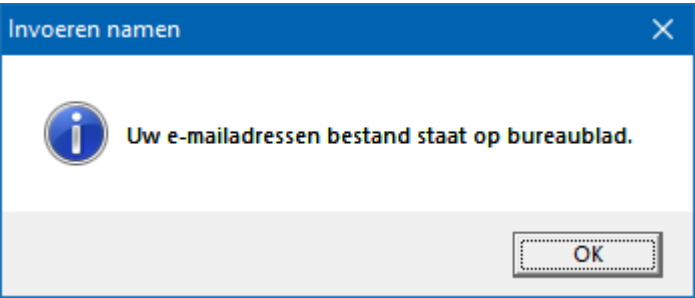 Invoeren namen
Uw e-mailadressen bestand staat op bureaublad.
OK